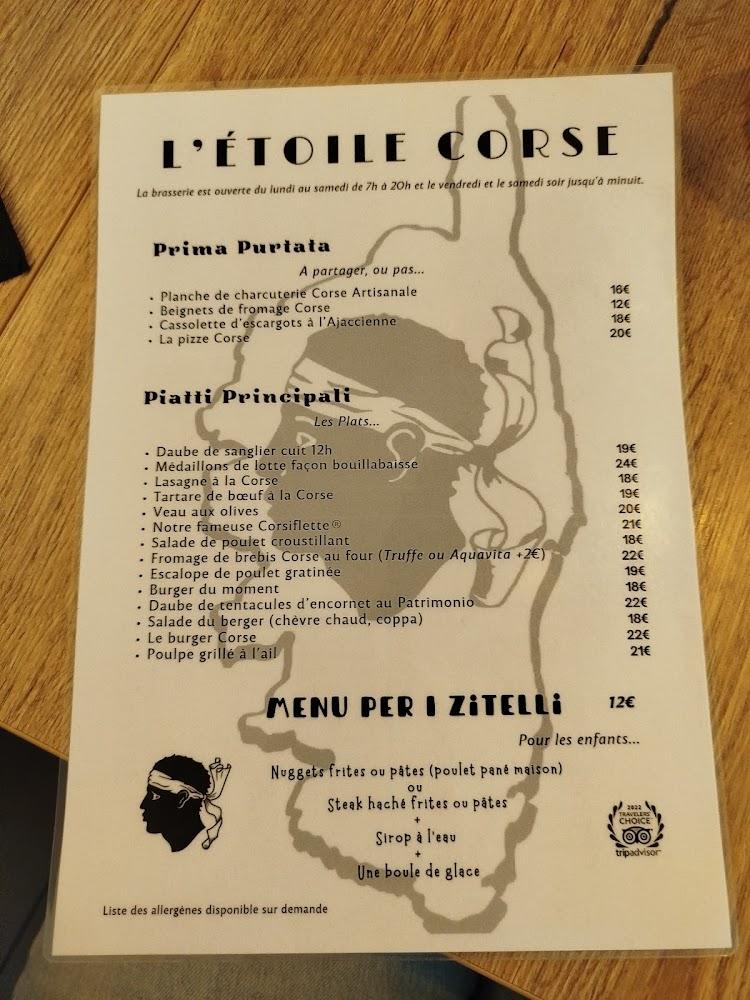 L'ÉTOILE CORSE
La brasserie est ouverte du lundi au samedi de 7h à 20h et le vendredi et le samedi soir jusqu'à minuit.
Prima Purtata
A partager, ou pas...
• Planche de charcuterie Corse Artisanale 16€
• Beignets de fromage Corse 12€
• Cassolette d'escargots à l'Ajaccienne 18€
• La pizze Corse 20€
Piatti Principali
Les Plats...
• Daube de sanglier cuit 12h 19€
• Médaillons de lotte façon bouillabaisse 24€
• Lasagne à la Corse 18€
• Tartare de bœuf à la Corse 19€
• Veau aux olives 20€
• Notre fameuse Corsiflette® 21€
• Salade de poulet croustillant 18€
• Fromage de brebis Corse au four (Truffe ou Aquavita +2€) 22€
• Escalope de poulet gratinée 19€
• Burger du moment 18€
• Daube de tentacules d'encornet au Patrimonio 22€
• Salade du berger (chèvre chaud, coppa) 18€
• Le burger Corse 22€
• Poulpe grillé à l'ail 21€
MENU PER I ZiTELLi 12€
Pour les enfants...
Nuggets frites ou pâtes (poulet pané maison)
ou
Steak haché frites ou pâtes
+
Sirop à l'eau
+
Une boule de glace
2022
TRAVELERS'
CHOICE
tripadvisor
Liste des allergènes disponible sur demande